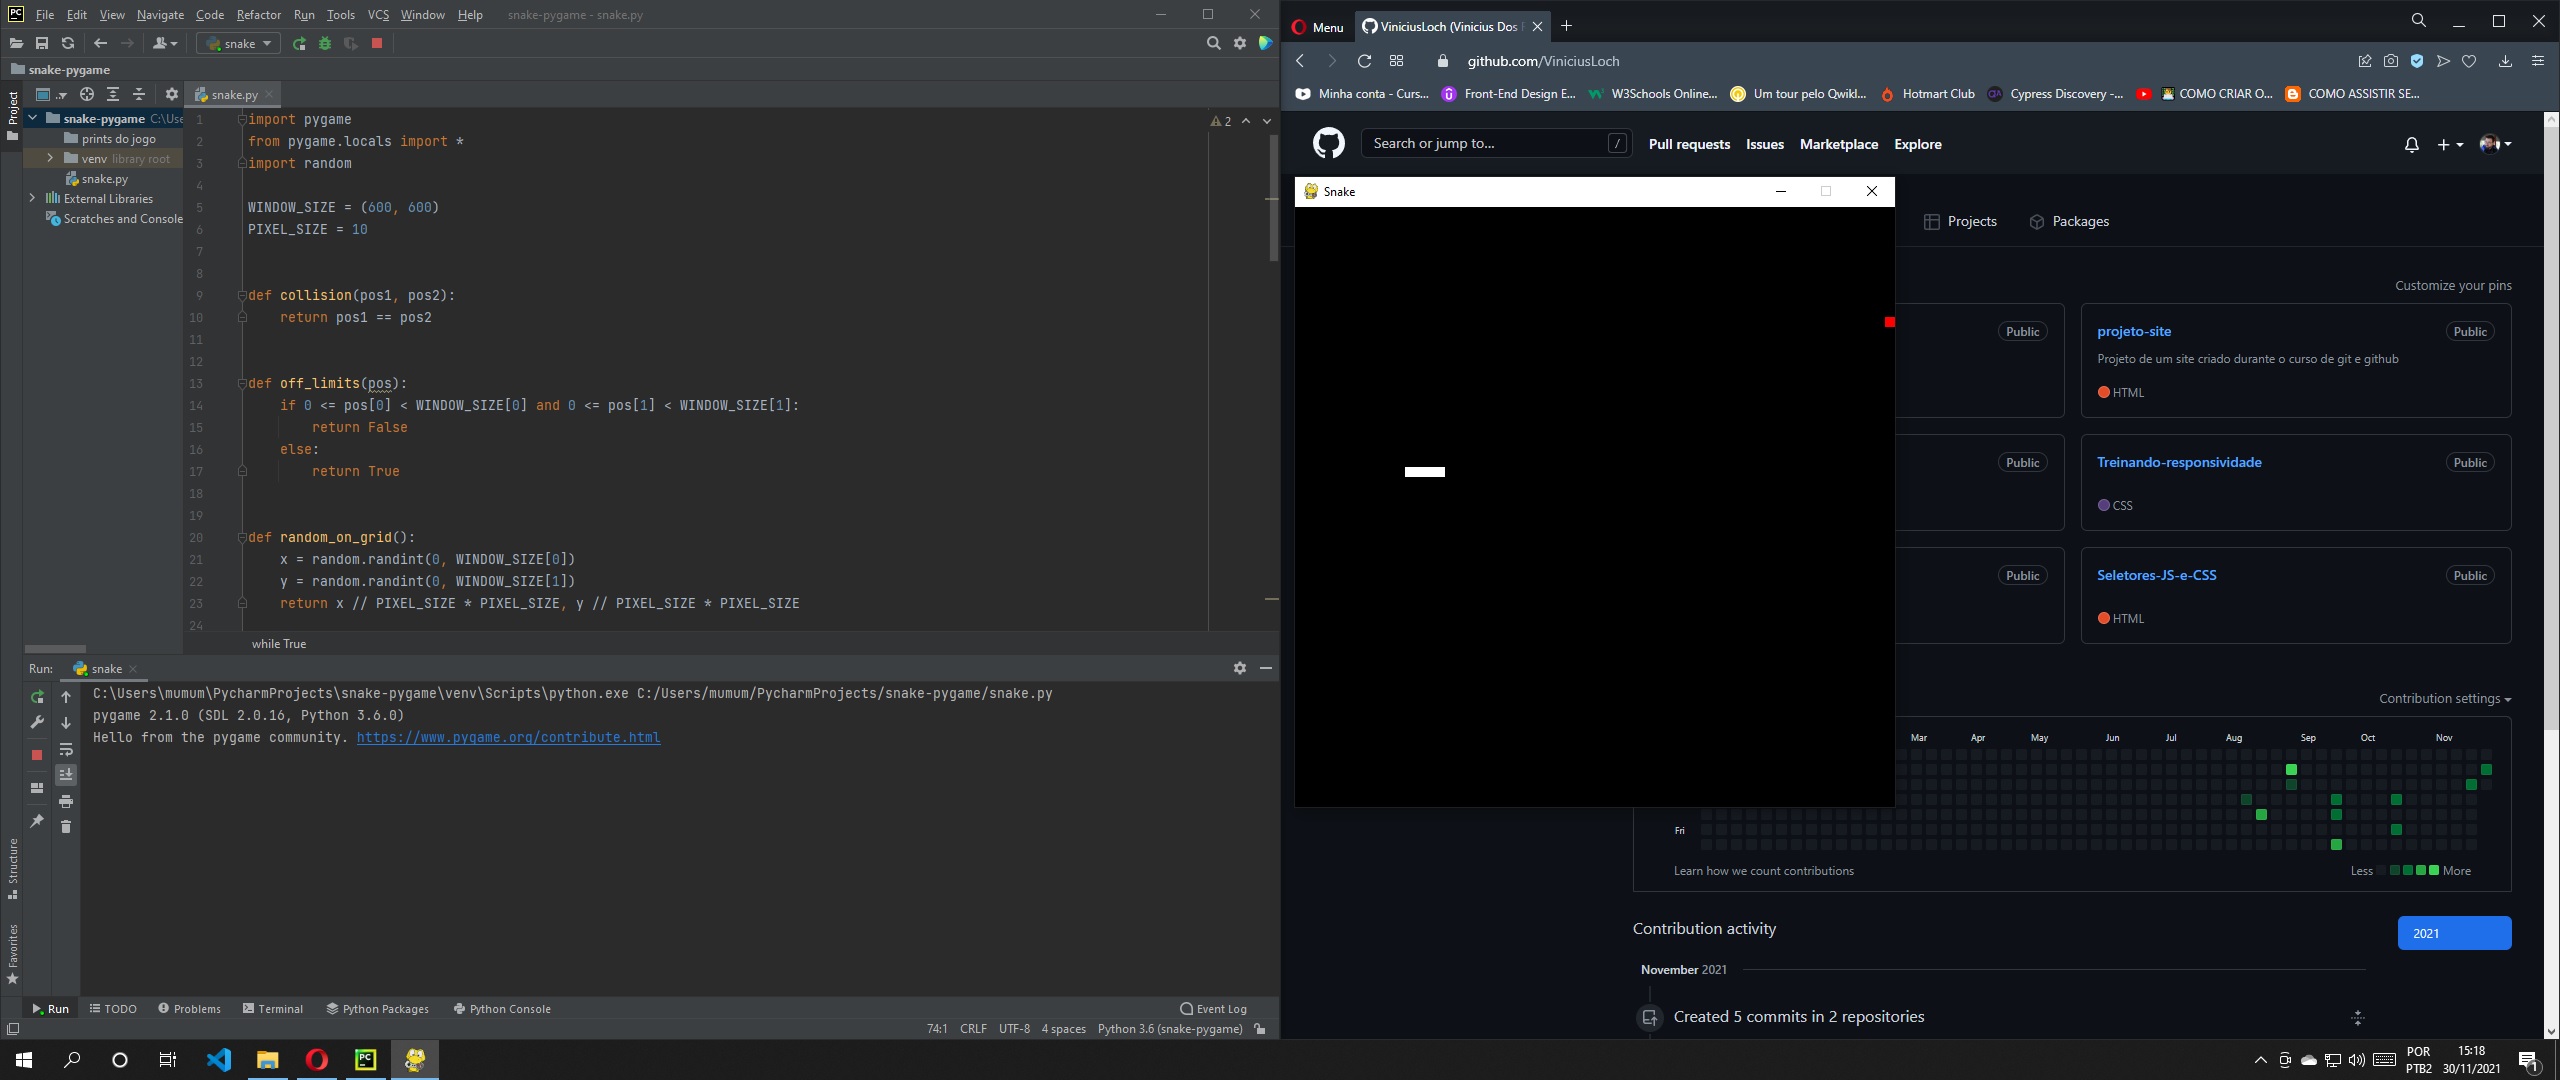 PC File Edit View Navigate Code Refactor Run Tools VCS Window Help snake-pygame - snake.py
snake
snake-pygame
Project
snake.py
snake-pygame C:\Use
prints do jogo
venv library root
snake.py
External Libraries
Scratches and Console
2
1 import pygame
2 from pygame.locals import *
3 import random
4
5 WINDOW_SIZE = (600, 600)
6 PIXEL_SIZE = 10
7
8
9 def collision(pos1, pos2):
10 return pos1 == pos2
11
12
13 def off_limits(pos):
14 if 0 <= pos[0] < WINDOW_SIZE[0] and 0 <= pos[1] < WINDOW_SIZE[1]:
15 return False
16 else:
17 return True
18
19
20 def random_on_grid():
21 x = random.randint(0, WINDOW_SIZE[0])
22 y = random.randint(0, WINDOW_SIZE[1])
23 return x // PIXEL_SIZE * PIXEL_SIZE, y // PIXEL_SIZE * PIXEL_SIZE
24
while True
Run: snake
C:\Users\mumum\PycharmProjects\snake-pygame\venv\Scripts\python.exe C:/Users/mumum/PycharmProjects/snake-pygame/snake.py
pygame 2.1.0 (SDL 2.0.16, Python 3.6.0)
Hello from the pygame community. https://www.pygame.org/contribute.html
Structure
Favorites
Run TODO Problems Terminal Python Packages Python Console Event Log
74:1 CRLF UTF-8 4 spaces Python 3.6 (snake-pygame)
Menu ViniciusLoch (Vinicius Dos
github.com/ViniciusLoch
Minha conta - Curs... Front-End Design E... W3Schools Online... Um tour pelo Qwikl... Hotmart Club Cypress Discovery -... COMO CRIAR O... COMO ASSISTIR SE...
Search or jump to... / Pull requests Issues Marketplace Explore
Snake
Projects Packages
Customize your pins
Public
projeto-site Public
Projeto de um site criado durante o curso de git e github
HTML
Public
Treinando-responsividade Public
CSS
Public
Seletores-JS-e-CSS Public
HTML
Contribution settings
Mar Apr May Jun Jul Aug Sep Oct Nov
Fri
Learn how we count contributions Less More
Contribution activity
2021
November 2021
Created 5 commits in 2 repositories
PC
POR
PTB2
15:18
30/11/2021
1